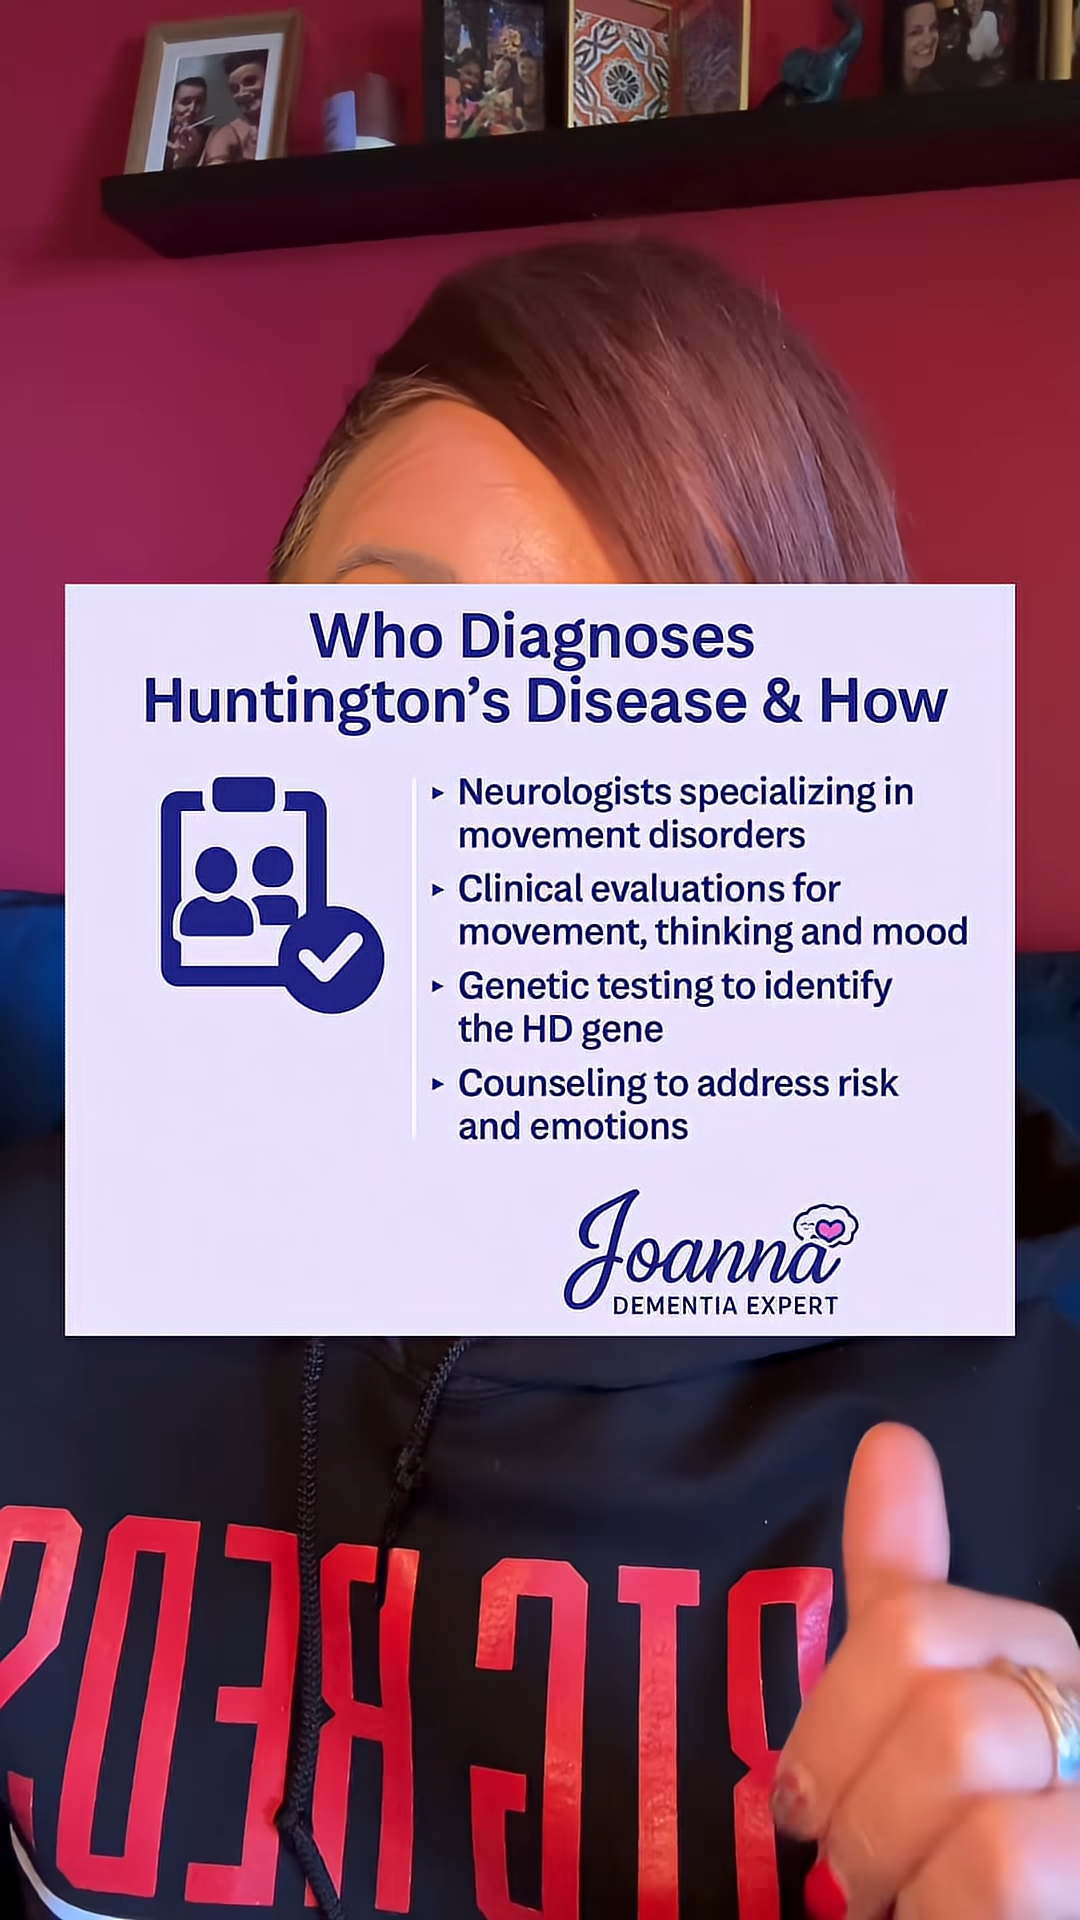 Who Diagnoses
Huntington's Disease & How
▸ Neurologists specializing in
movement disorders
▸ Clinical evaluations for
movement, thinking and mood
▸ Genetic testing to identify
the HD gene
▸ Counseling to address risk
and emotions
Joanna
DEMENTIA EXPERT